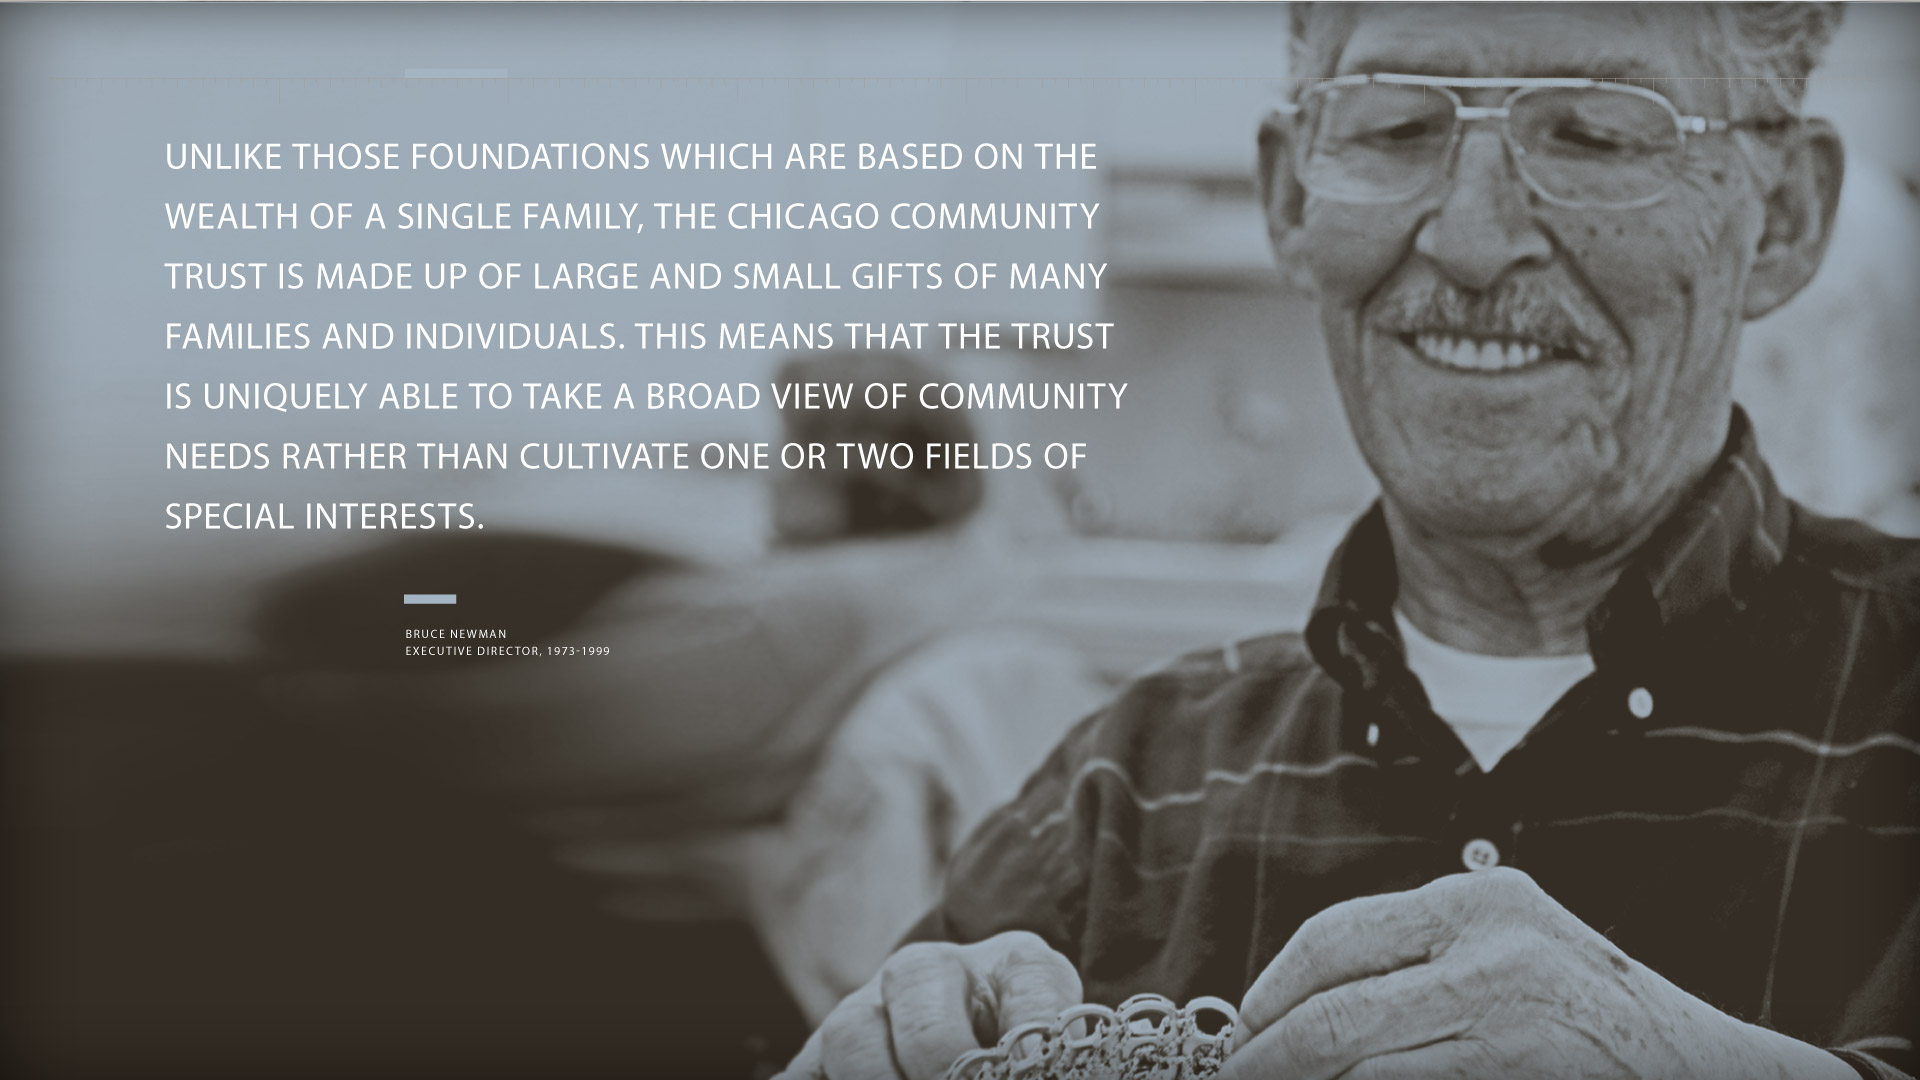 UNLIKE THOSE FOUNDATIONS WHICH ARE BASED ON THE
WEALTH OF A SINGLE FAMILY, THE CHICAGO COMMUNITY
TRUST IS MADE UP OF LARGE AND SMALL GIFTS OF MANY
FAMILIES AND INDIVIDUALS. THIS MEANS THAT THE TRUST
IS UNIQUELY ABLE TO TAKE A BROAD VIEW OF COMMUNITY
NEEDS RATHER THAN CULTIVATE ONE OR TWO FIELDS OF
SPECIAL INTERESTS.
BRUCE NEWMAN
EXECUTIVE DIRECTOR, 1973-1999